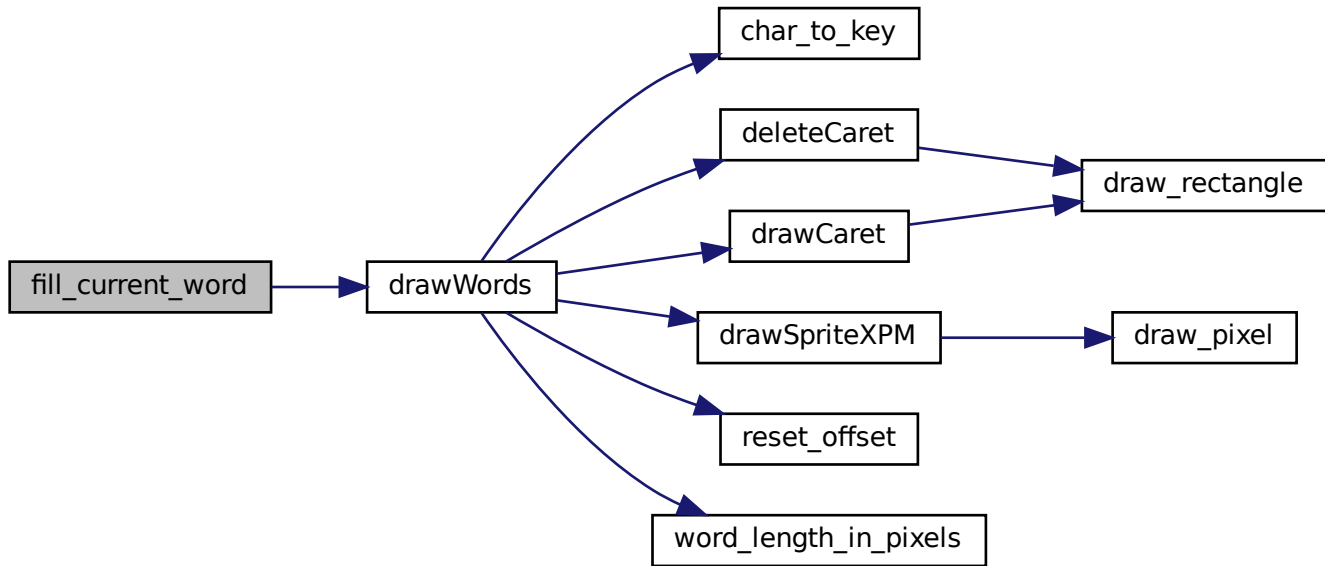 fill_current_word
drawWords
char_to_key
deleteCaret
drawCaret
drawSpriteXPM
reset_offset
word_length_in_pixels
draw_rectangle
draw_pixel